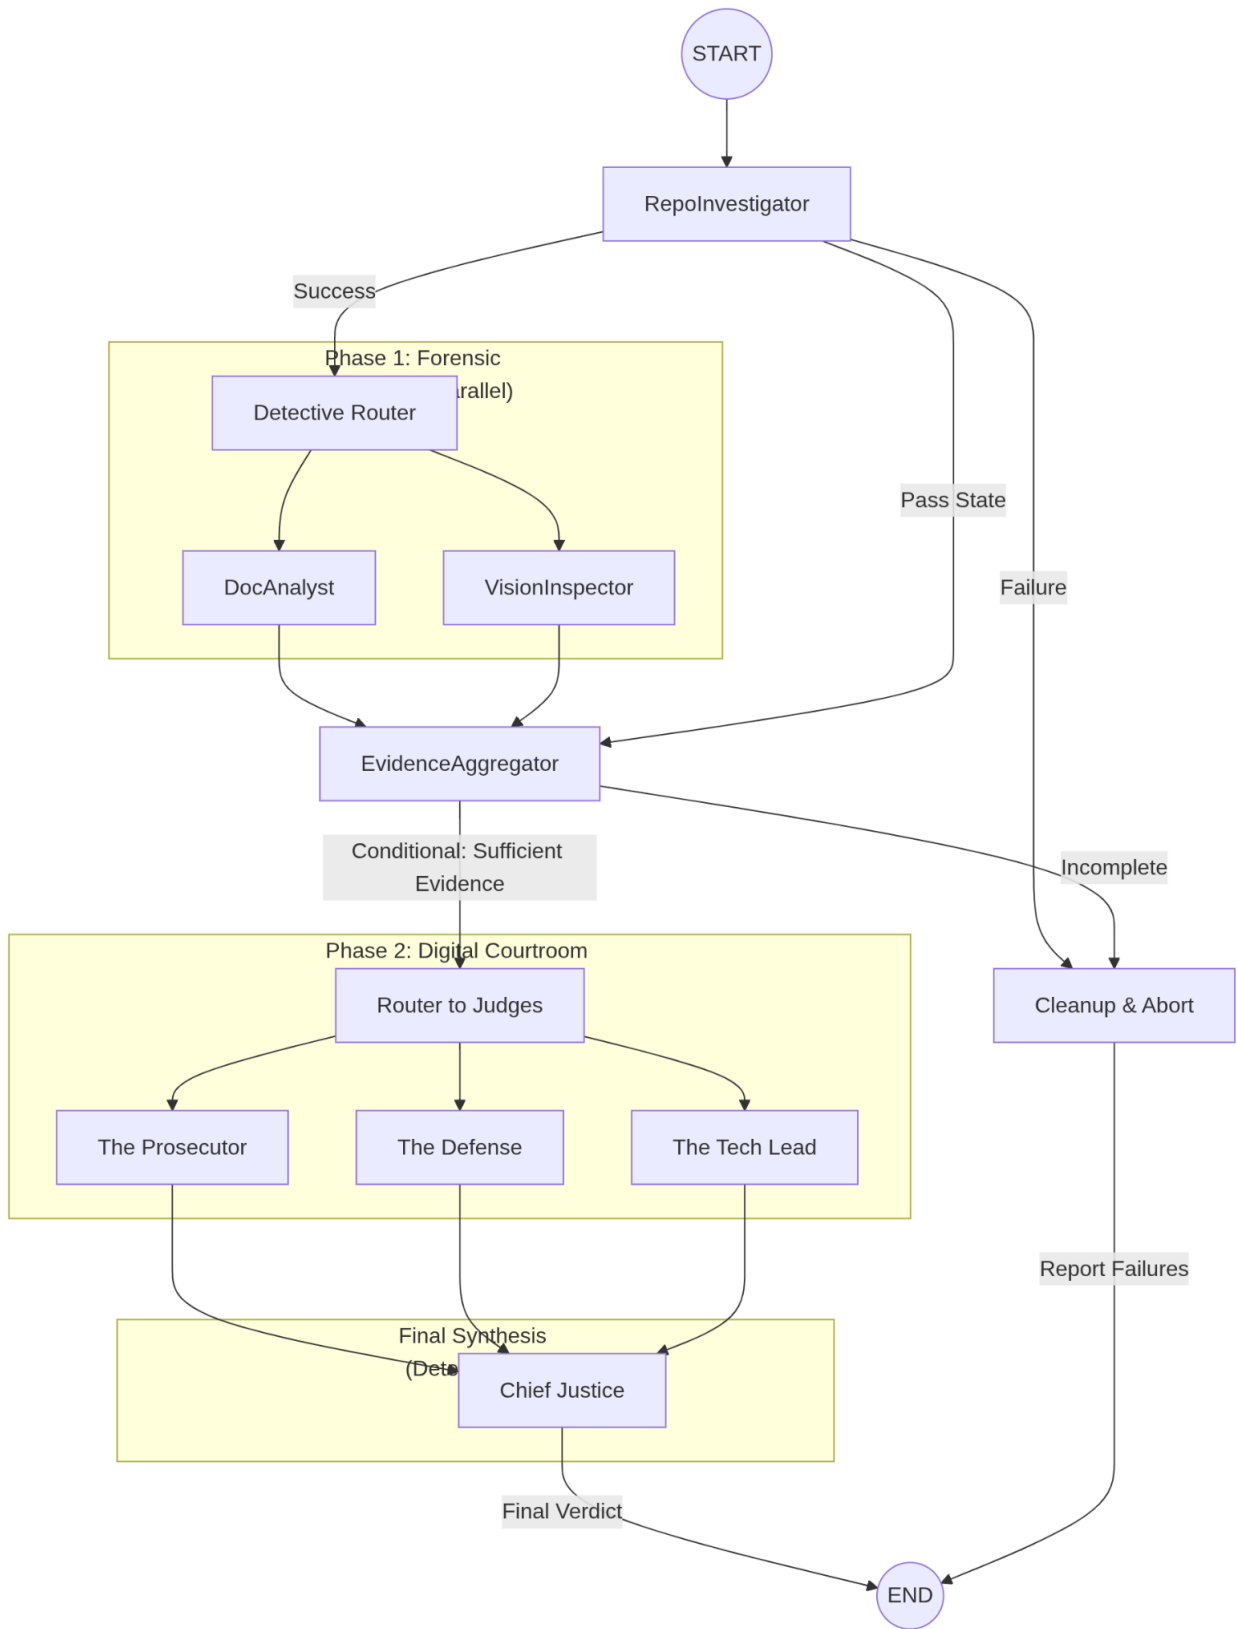 START
RepoInvestigator
Success
Phase 1: Forensic
arallel)
Detective Router
Pass State
DocAnalyst
VisionInspector
Failure
EvidenceAggregator
Conditional: Sufficient
Evidence
Incomplete
Phase 2: Digital Courtroom
Router to Judges
Cleanup & Abort
The Prosecutor
The Defense
The Tech Lead
Report Failures
Final Synthesis
Chief Justice
Final Verdict
END